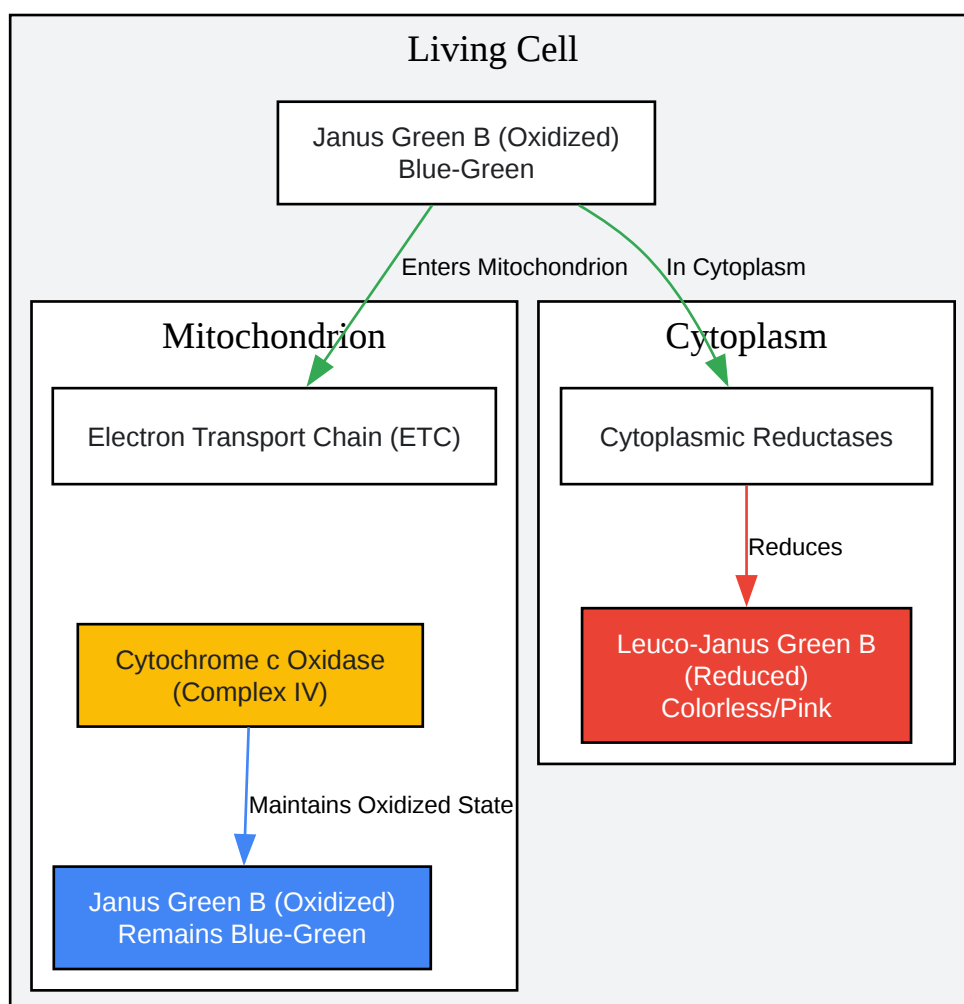 Living Cell
Janus Green B (Oxidized)
Blue-Green
Enters Mitochondrion
In Cytoplasm
Mitochondrion
Electron Transport Chain (ETC)
Cytochrome c Oxidase
(Complex IV)
Maintains Oxidized State
Janus Green B (Oxidized)
Remains Blue-Green
Cytoplasm
Cytoplasmic Reductases
Reduces
Leuco-Janus Green B
(Reduced)
Colorless/Pink